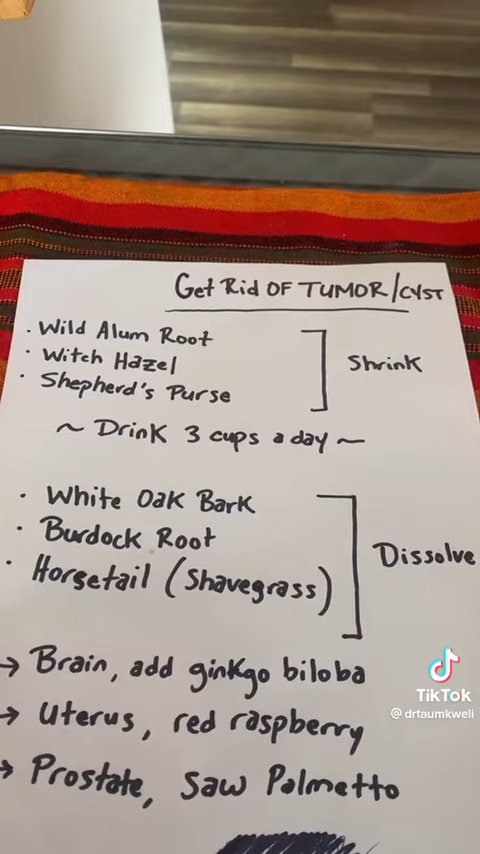 Get Rid OF TUMOR/CYST
· Wild Alum Root
· Witch Hazel
· Shepherd's Purse
Shrink
~ Drink 3 cups a day ~
· White Oak Bark
· Burdock Root
· Horsetail (Shavegrass)
Dissolve
→ Brain, add ginkgo biloba
→ Uterus, red raspberry
→ Prostate, Saw Palmetto
TikTok
@drtaumkweli